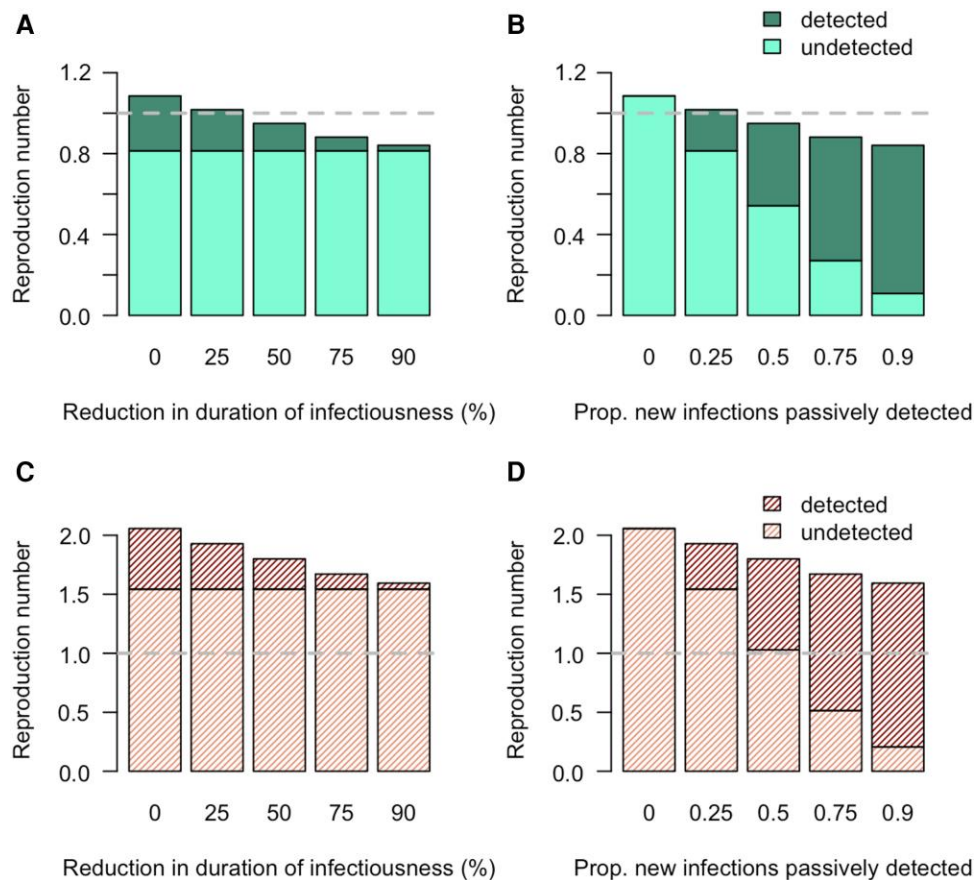 A
B
detected
undetected
Reproduction number
1.2
0.8
0.4
0.0
0 25 50 75 90
Reduction in duration of infectiousness (%)
Reproduction number
1.2
0.8
0.4
0.0
0 0.25 0.5 0.75 0.9
Prop. new infections passively detected
C
D
detected
undetected
Reproduction number
2.0
1.5
1.0
0.5
0.0
0 25 50 75 90
Reduction in duration of infectiousness (%)
Reproduction number
2.0
1.5
1.0
0.5
0.0
0 0.25 0.5 0.75 0.9
Prop. new infections passively detected